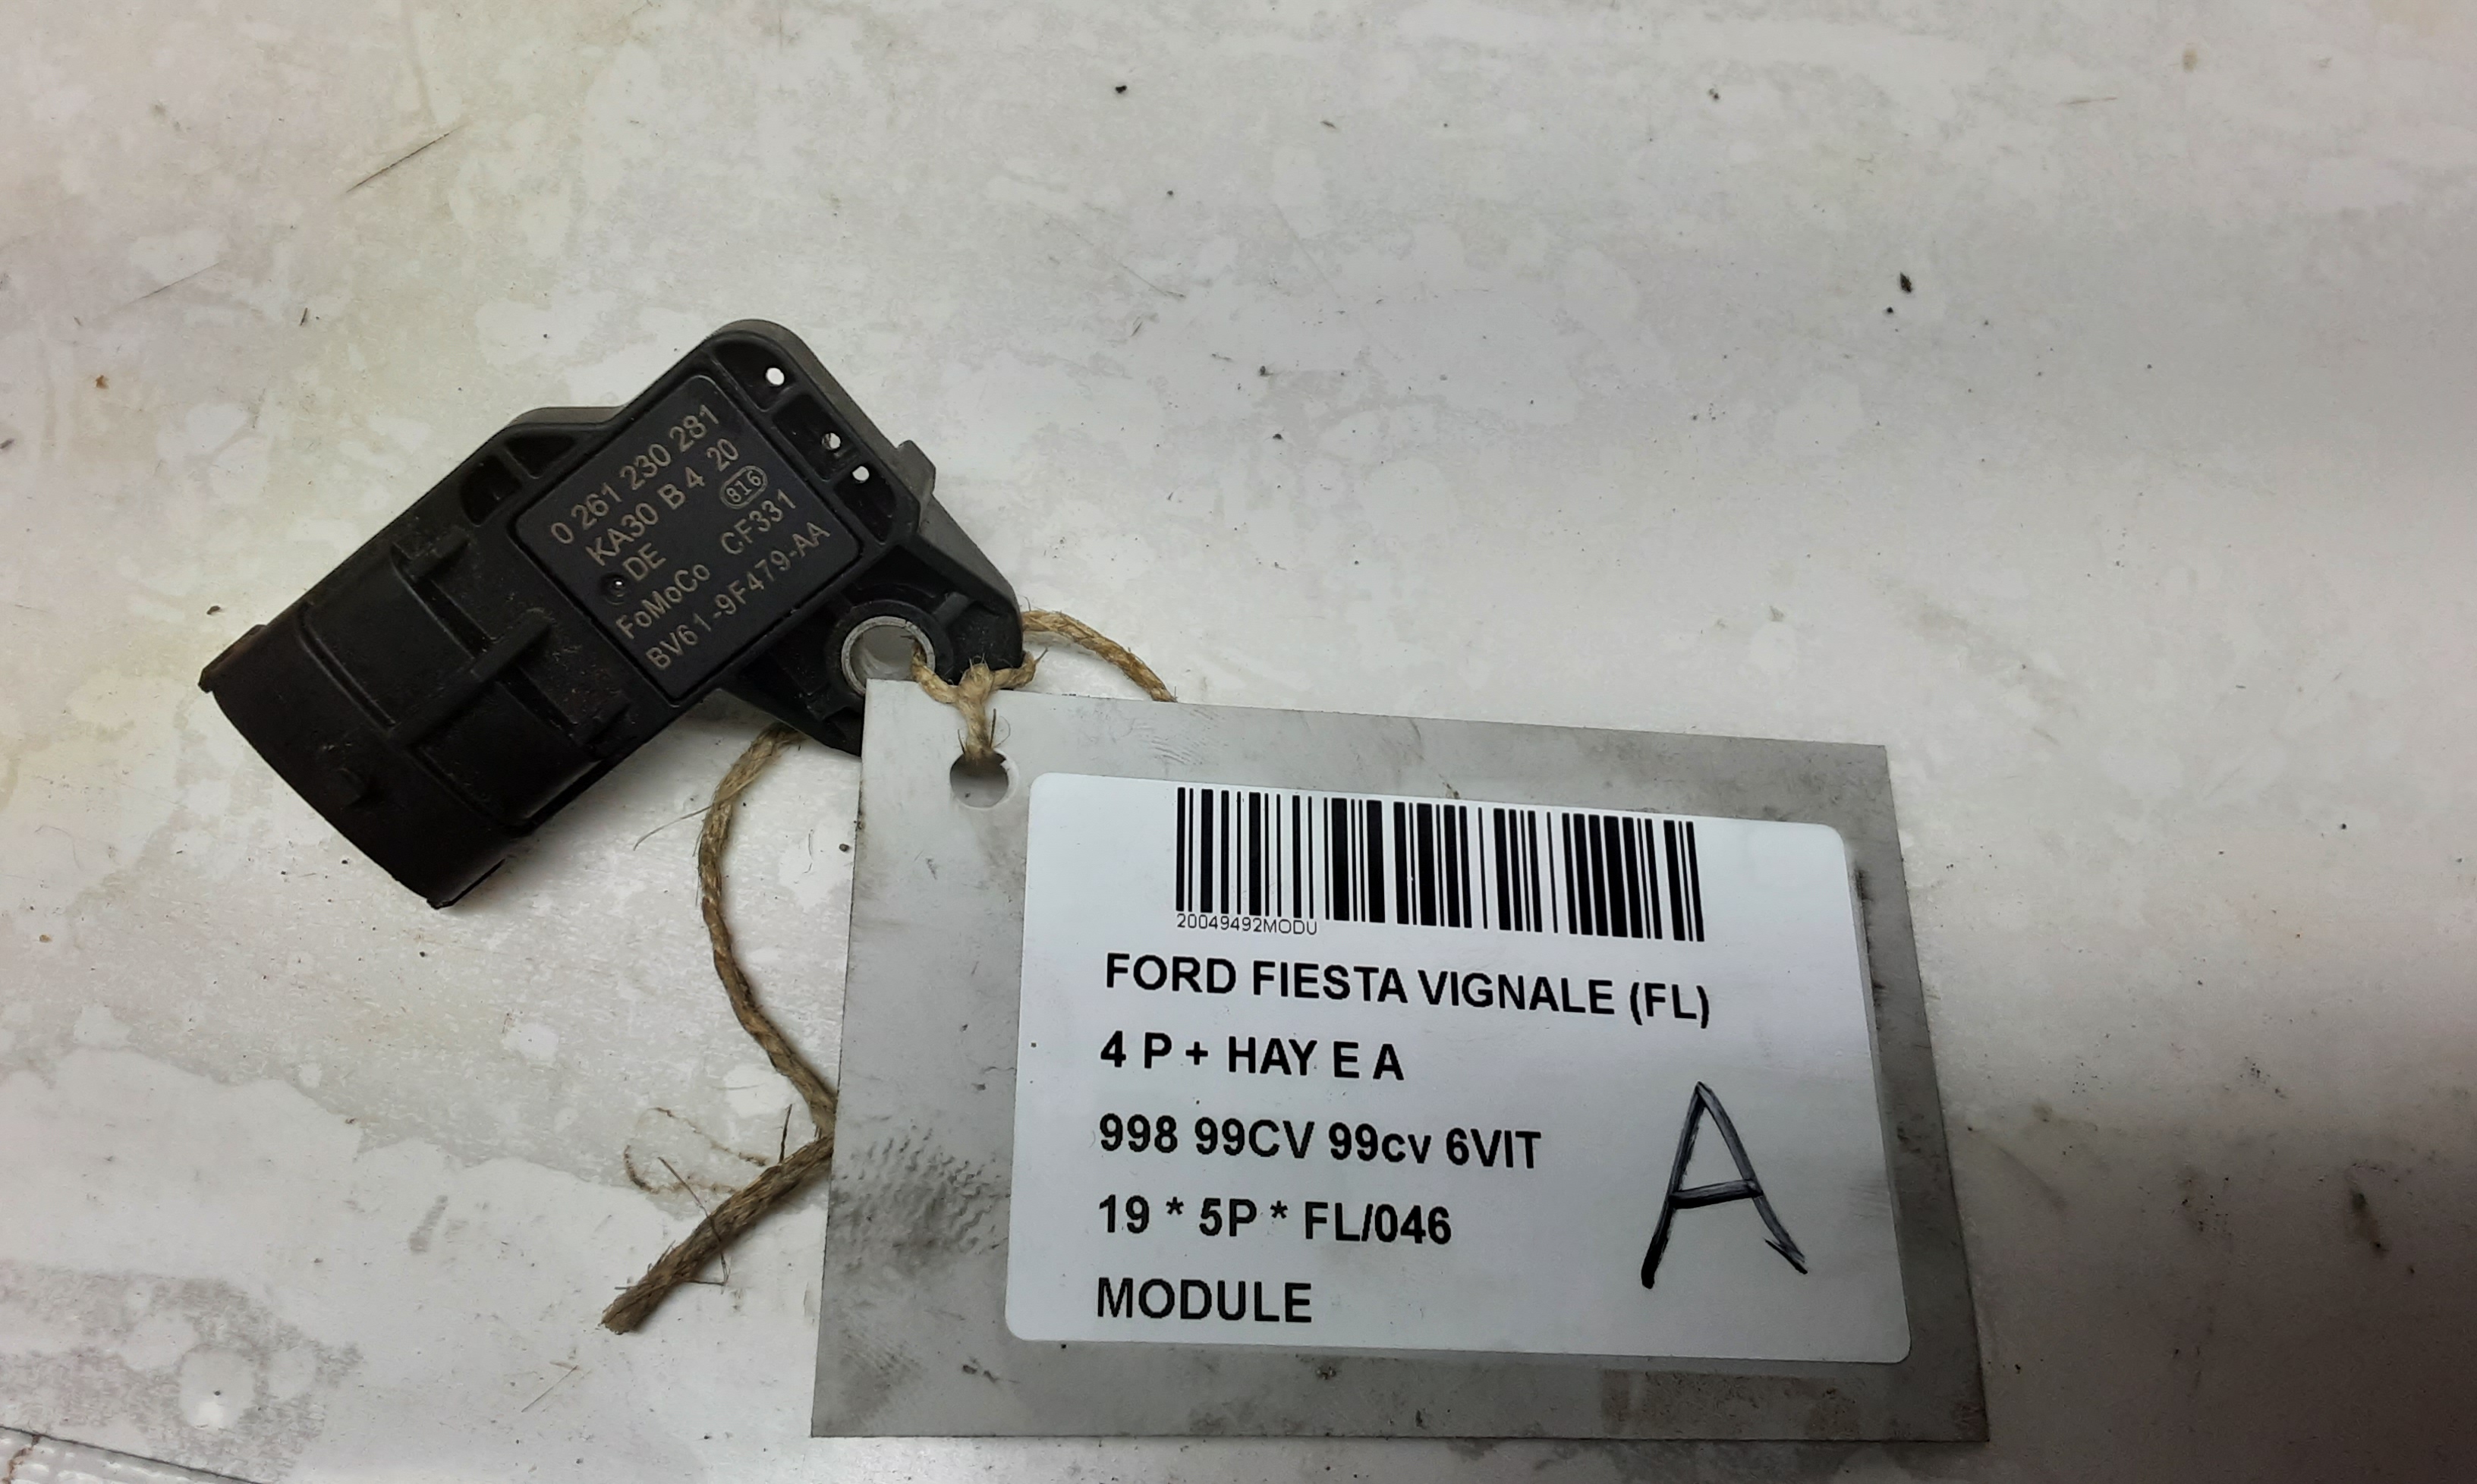 0 261 230 281
KA30 B 4 20
DE 816
FoMoCo CF331
BV61-9F479-AA
20049492MODU
FORD FIESTA VIGNALE (FL)
4 P + HAY E A
998 99CV 99cv 6VIT
19 * 5P * FL/046
MODULE
A